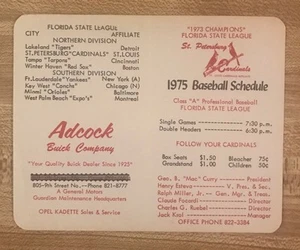 FLORIDA STATE LEAGUE
CITY AFFILIATE
NORTHERN DIVISION
Lakeland "Tigers" Detroit
ST. PETERSBURG "CARDINALS" ST. Louis
Tampa "Tarpons" Cincinnati
Winter Haven "Red Sox" Boston
SOUTHERN DIVISION
Ft. Lauderdale "Yankees" New York (A)
Key West "Conchs" Chicago (N)
Miami "Orioles" Baltimore
West Palm Beach "Expo's" Montreal
Adcock
Buick Company
"Your Quality Buick Dealer Since 1922"
805-9th Street No., - Phone 821-8777
A General Motors
Guardian Maintenance Headquarters
OPEL KADETTE Sales & Service
"1973 CHAMPIONS"
FLORIDA STATE LEAGUE
St. Petersburg
Cardinals
1975 Baseball Schedule
Class "A" Professional Baseball
FLORIDA STATE LEAGUE
Single Games 7:30 p.m.
Double Headers 6:30 p.m.
FOLLOW YOUR CARDINALS
Box Seats $1.50 Bleacher 75c
Grandstand $1.00 Children 50c
Geo. B. "Mac" Curry President
Henry Esteva V. Pres. & Sec.
Ralph Miller, Jr. Gen. Mgr. & Treas.
Claude Director
Charles G. Ruebel Director
Jack Krol Manager
OFFICE PHONE 822-3384